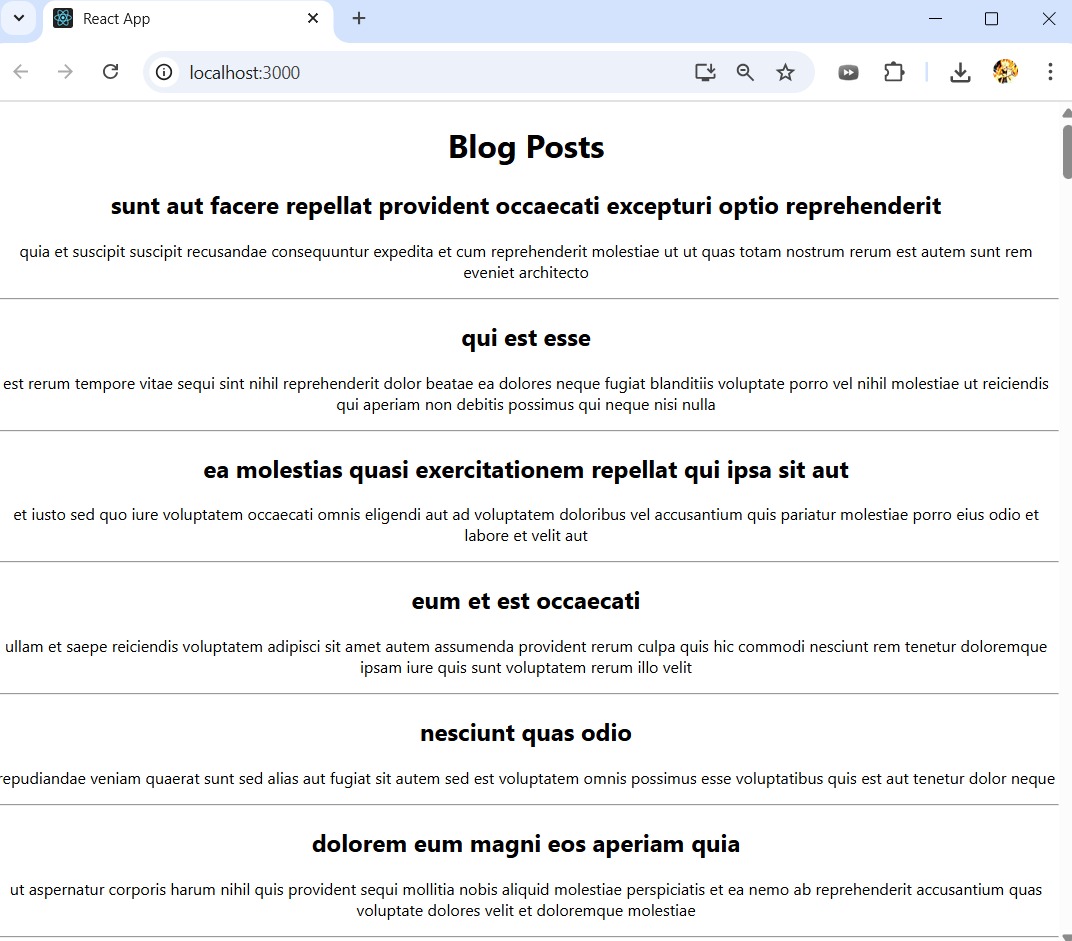 React App
localhost:3000
Blog Posts
sunt aut facere repellat provident occaecati excepturi optio reprehenderit
quia et suscipit suscipit recusandae consequuntur expedita et cum reprehenderit molestiae ut ut quas totam nostrum rerum est autem sunt rem
eveniet architecto
qui est esse
est rerum tempore vitae sequi sint nihil reprehenderit dolor beatae ea dolores neque fugiat blanditiis voluptate porro vel nihil molestiae ut reiciendis
qui aperiam non debitis possimus qui neque nisi nulla
ea molestias quasi exercitationem repellat qui ipsa sit aut
et iusto sed quo iure voluptatem occaecati omnis eligendi aut ad voluptatem doloribus vel accusantium quis pariatur molestiae porro eius odio et
labore et velit aut
eum et est occaecati
ullam et saepe reiciendis voluptatem adipisci sit amet autem assumenda provident rerum culpa quis hic commodi nesciunt rem tenetur doloremque
ipsam iure quis sunt voluptatem rerum illo velit
nesciunt quas odio
repudiandae veniam quaerat sunt sed alias aut fugiat sit autem sed est voluptatem omnis possimus esse voluptatibus quis est aut tenetur dolor neque
dolorem eum magni eos aperiam quia
ut aspernatur corporis harum nihil quis provident sequi mollitia nobis aliquid molestiae perspiciatis et ea nemo ab reprehenderit accusantium quas
voluptate dolores velit et doloremque molestiae